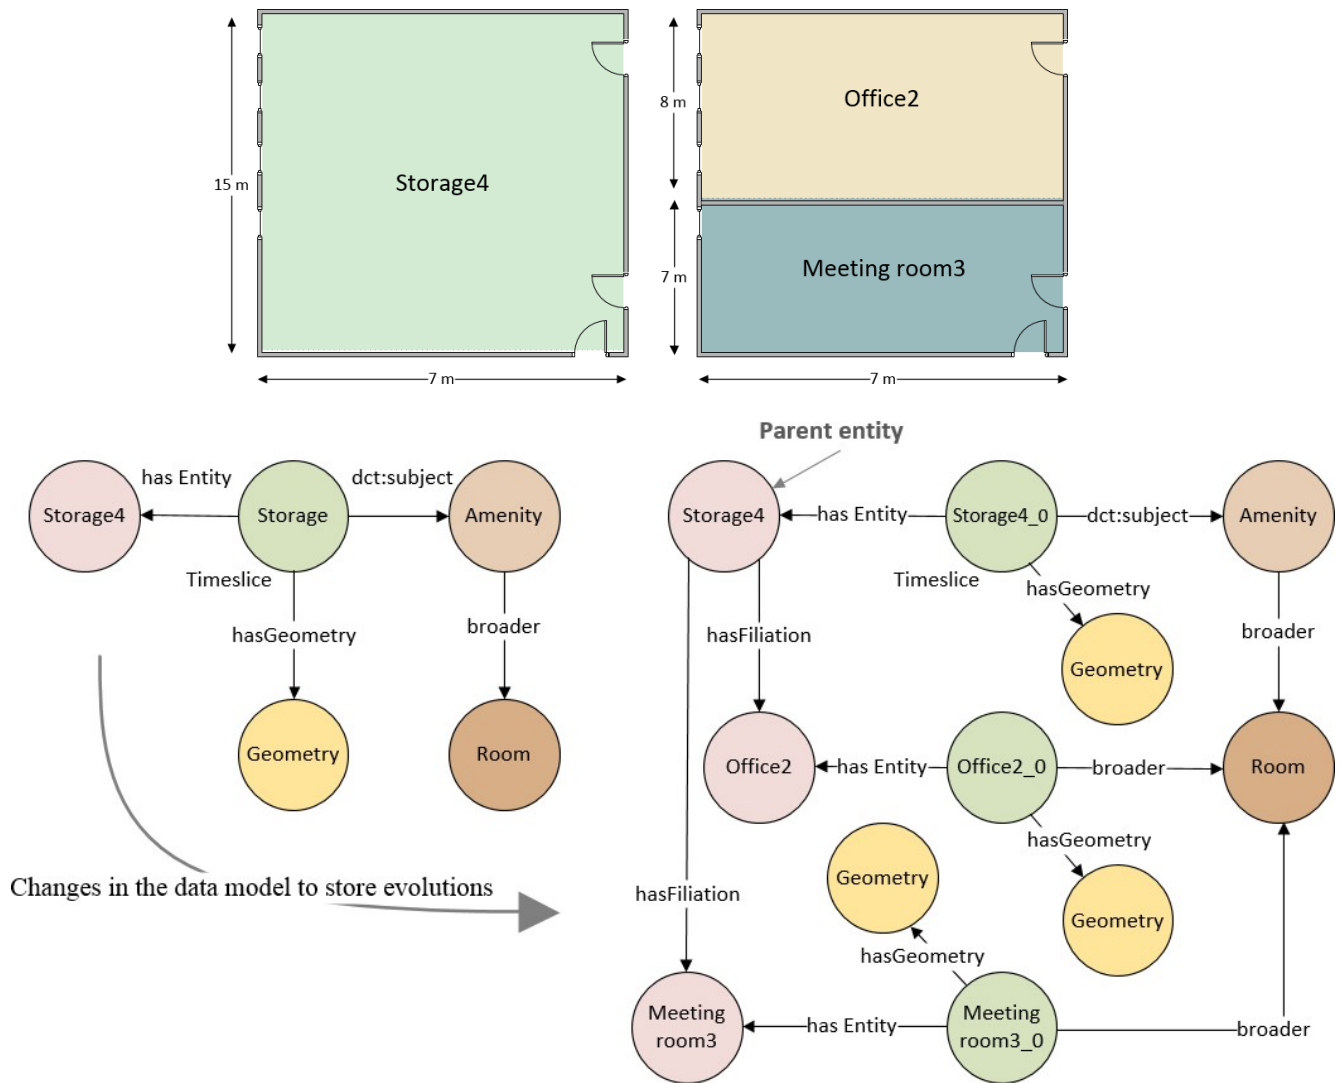 15 m
Storage4
7 m
8 m
Office2
7 m
Meeting room3
7 m
Storage4
has Entity
Storage
dct:subject
Amenity
Timeslice
hasGeometry
broader
Geometry
Room
Changes in the data model to store evolutions
Parent entity
Storage4
has Entity
Storage4_0
dct:subject
Amenity
Timeslice
hasGeometry
hasFiliation
broader
Geometry
Office2
has Entity
Office2_0
broader
Room
hasGeometry
Geometry
hasFiliation
Geometry
hasGeometry
Meeting
room3
has Entity
Meeting
room3_0
broader